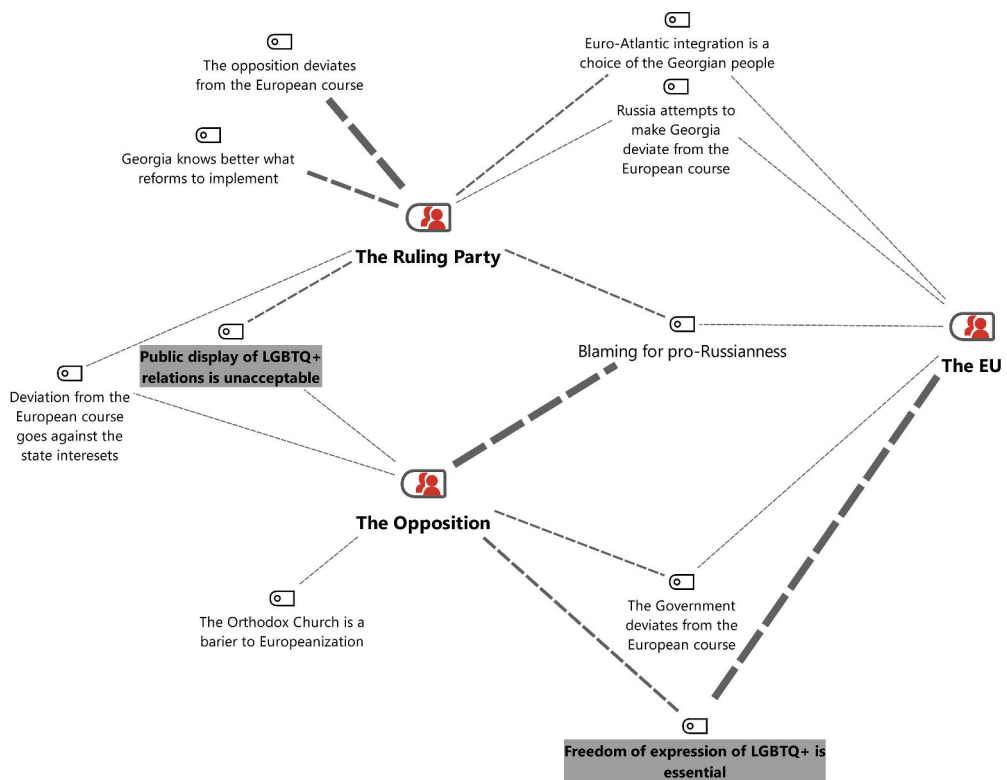 Euro-Atlantic integration is a
choice of the Georgian people
The opposition deviates
from the European course
Russia attempts to
make Georgia
deviate from the
European course
Georgia knows better what
reforms to implement
The Ruling Party
Public display of LGBTQ+
relations is unacceptable
Blaming for pro-Russianness
The EU
Deviation from the
European course
goes against the
state interesets
The Opposition
The Orthodox Church is a
barier to Europeanization
The Government
deviates from the
European course
Freedom of expression of LGBTQ+ is
essential